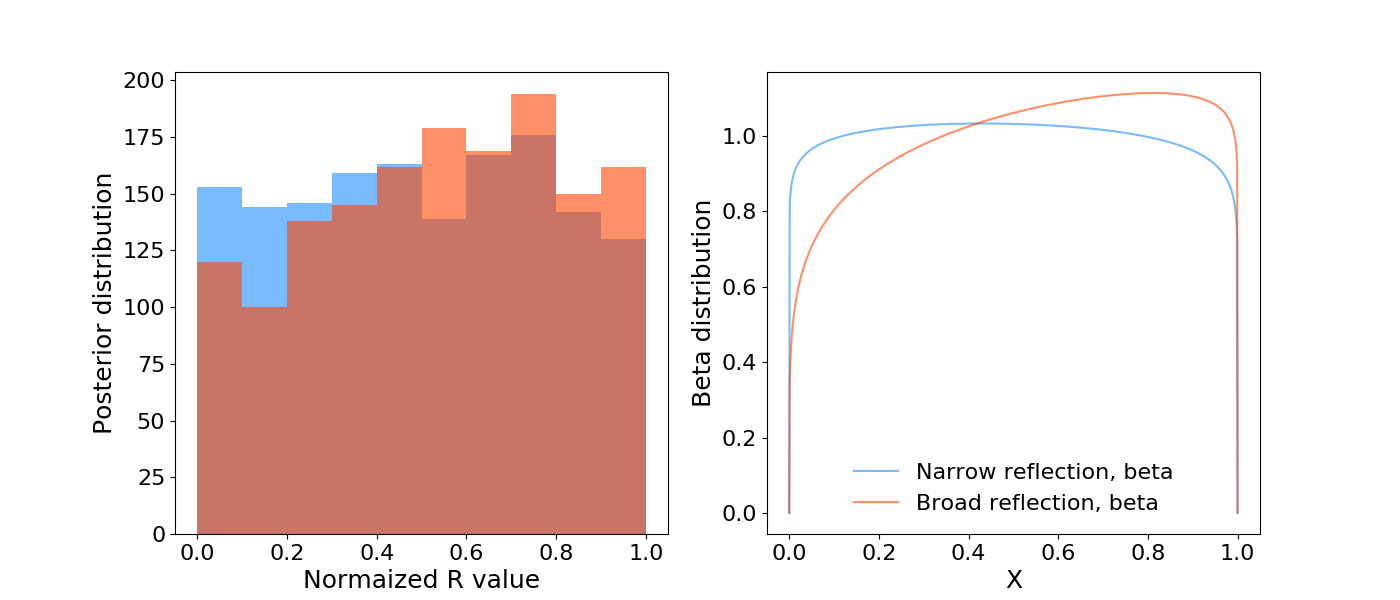 Posterior distribution
200
175
150
125
100
75
50
25
0
0.0 0.2 0.4 0.6 0.8 1.0
Normaized R value
Beta distribution
1.0
0.8
0.6
0.4
0.2
0.0
Narrow reflection, beta
Broad reflection, beta
0.0 0.2 0.4 0.6 0.8 1.0
X